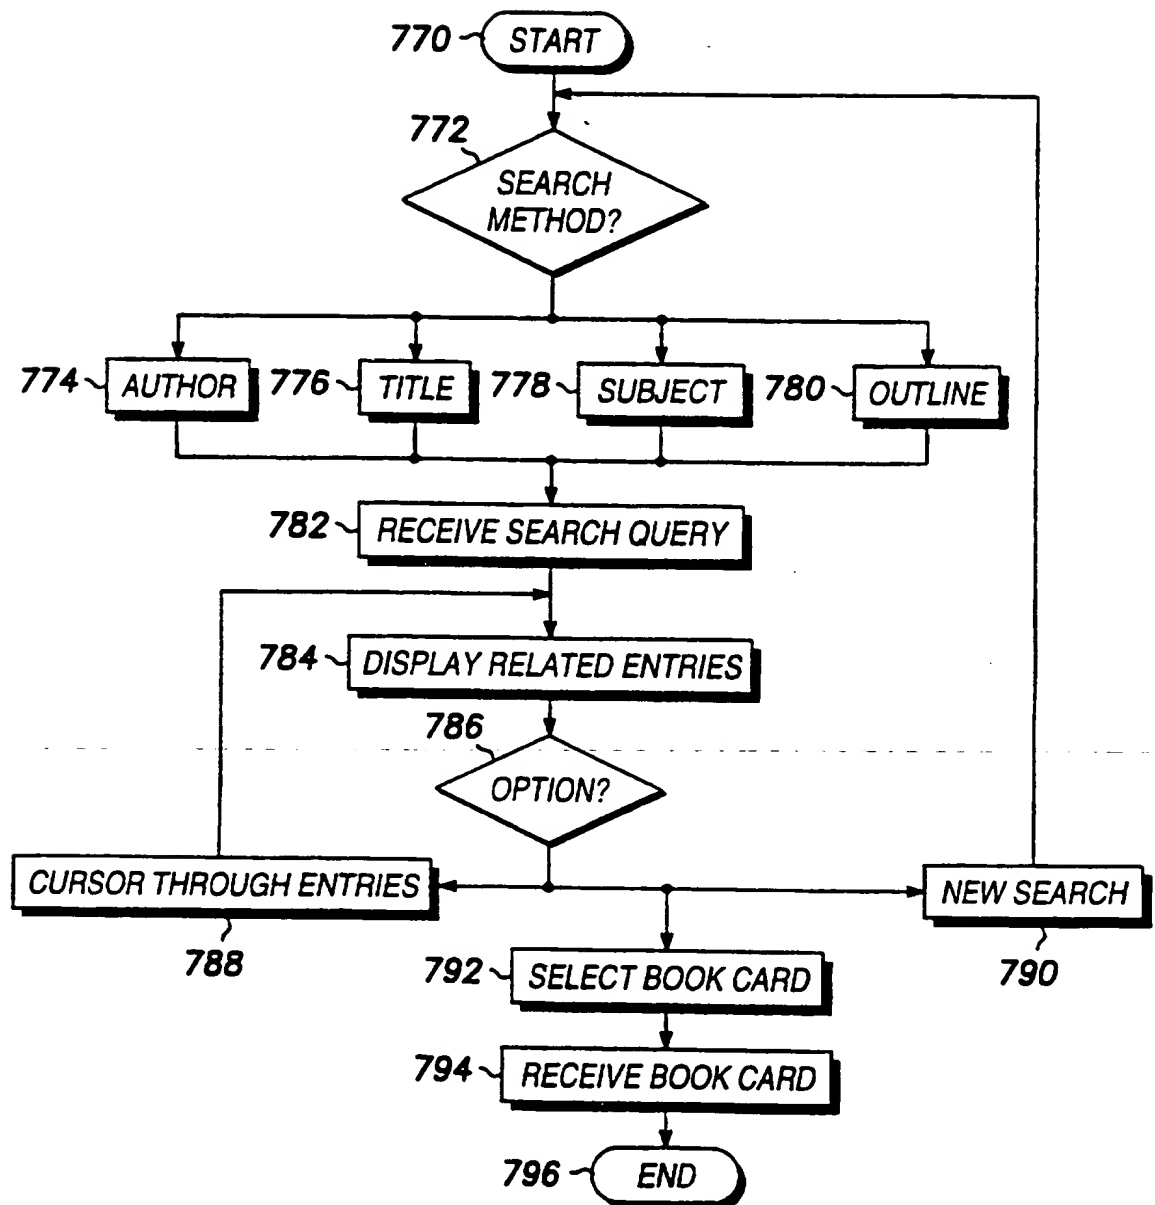 770 START
772
SEARCH
METHOD?
774 AUTHOR 776 TITLE 778 SUBJECT 780 OUTLINE
782 RECEIVE SEARCH QUERY
784 DISPLAY RELATED ENTRIES
786
OPTION?
CURSOR THROUGH ENTRIES NEW SEARCH
788 790
792 SELECT BOOK CARD
794 RECEIVE BOOK CARD
796 END